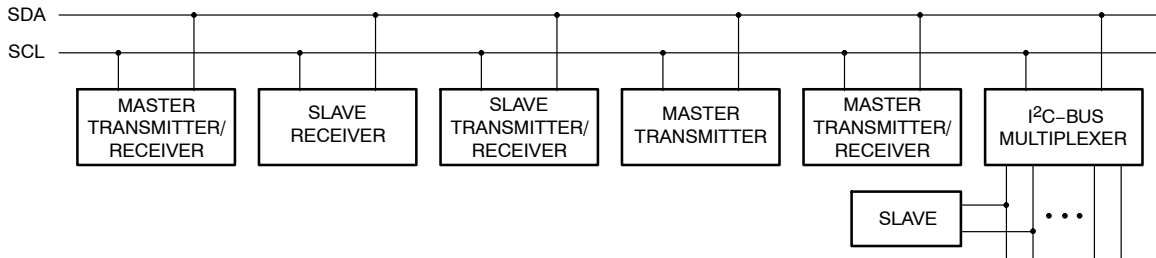 SDA
SCL
MASTER
TRANSMITTER/
RECEIVER
SLAVE
RECEIVER
SLAVE
TRANSMITTER/
RECEIVER
MASTER
TRANSMITTER
MASTER
TRANSMITTER/
RECEIVER
I²C–BUS
MULTIPLEXER
SLAVE